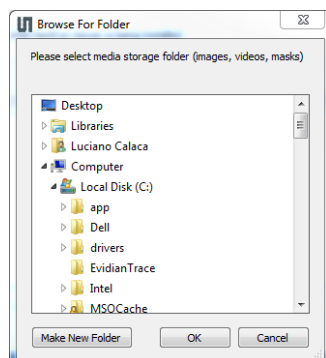 Browse For Folder
Please select media storage folder (images, videos, masks)
Desktop
Libraries
Luciano Calaca
Computer
Local Disk (C:)
app
Dell
drivers
EvidianTrace
Intel
MSOCache
Make New Folder OK Cancel